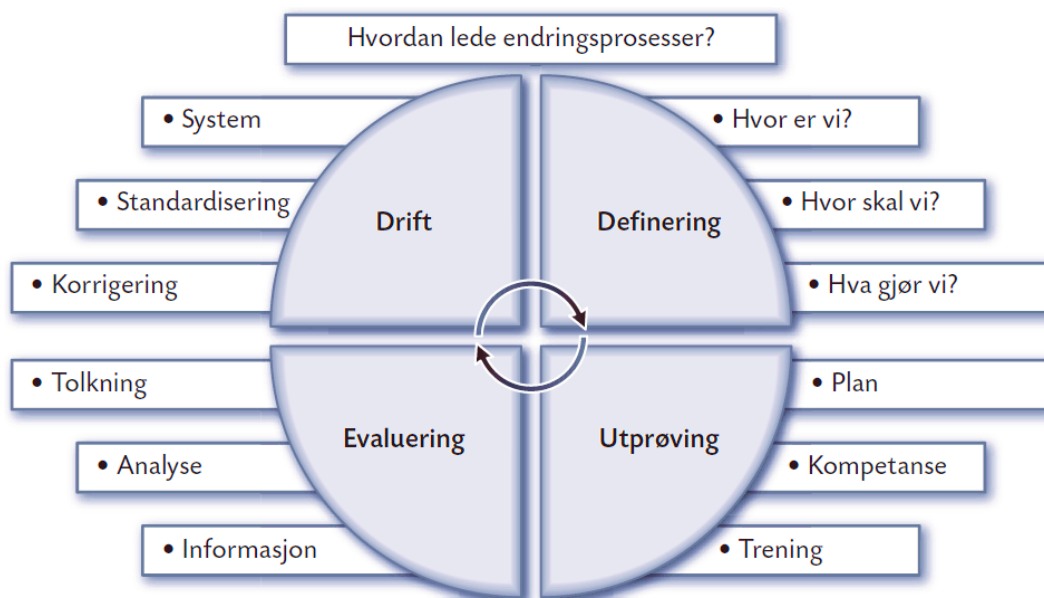 Hvordan lede endringsprosesser?
• System
• Hvor er vi?
• Standardisering
• Hvor skal vi?
Drift
Definering
• Korrigering
• Hva gjør vi?
• Tolkning
• Plan
Evaluering
Utprøving
• Analyse
• Kompetanse
• Informasjon
• Trening